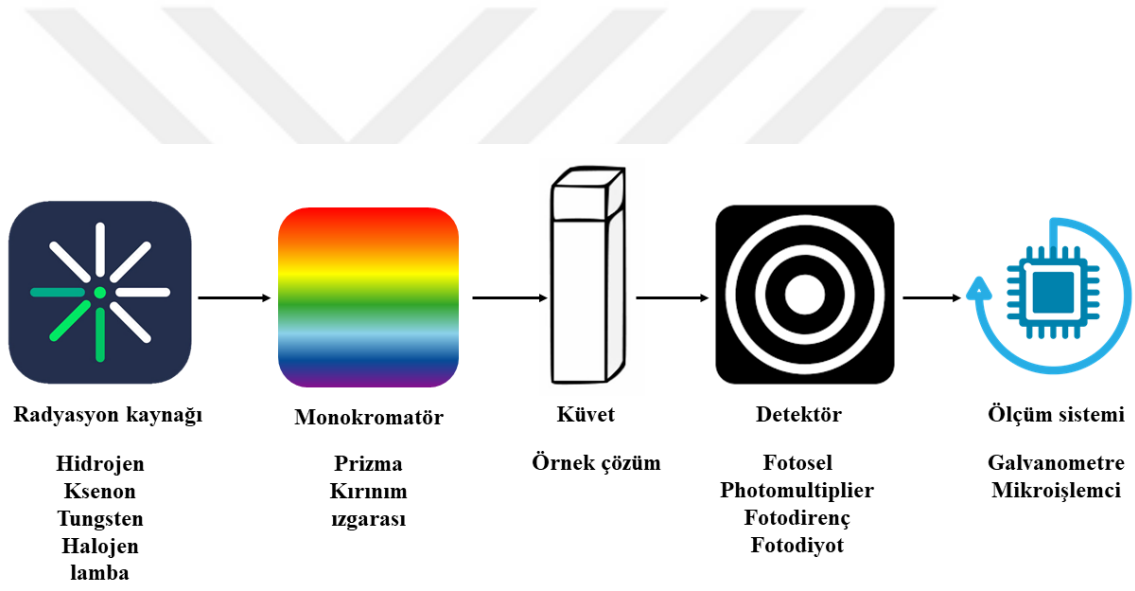 Radyasyon kaynağı
Hidrojen
Ksenon
Tungsten
Halojen
lamba
Monokromatör
Prizma
Kırınım
ızgarası
Küvet
Örnek çözüm
Detektör
Fotosel
Photomultiplier
Fotodirenç
Fotodiyot
Ölçüm sistemi
Galvanometre
Mikroişlemci